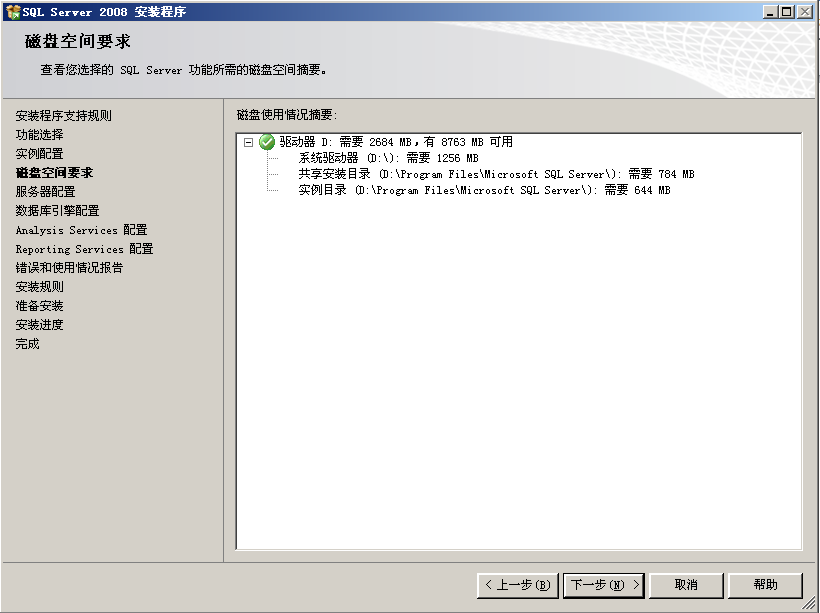 SQL Server 2008 安装程序
磁盘空间要求
查看您选择的 SQL Server 功能所需的磁盘空间摘要。
安装程序支持规则
功能选择
实例配置
磁盘空间要求
服务器配置
数据库引擎配置
Analysis Services 配置
Reporting Services 配置
错误和使用情况报告
安装规则
准备安装
安装进度
完成
磁盘使用情况摘要:
驱动器 D: 需要 2684 MB，有 8763 MB 可用
系统驱动器 (D:\): 需要 1256 MB
共享安装目录 (D:\Program Files\Microsoft SQL Server\): 需要 784 MB
实例目录 (D:\Program Files\Microsoft SQL Server\): 需要 644 MB
< 上一步(B) 下一步(N) > 取消 帮助